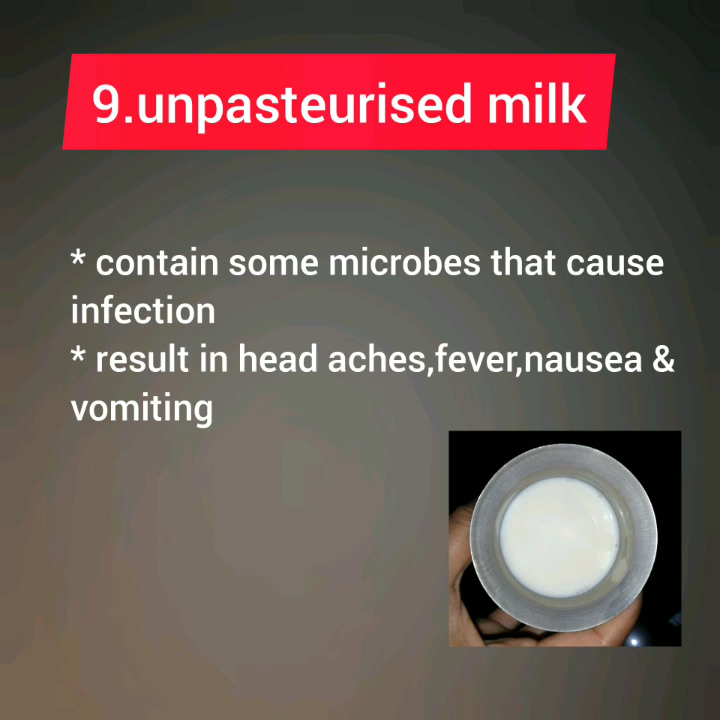 9.unpasteurised milk
* contain some microbes that cause
infection
* result in head aches,fever,nausea &
vomiting